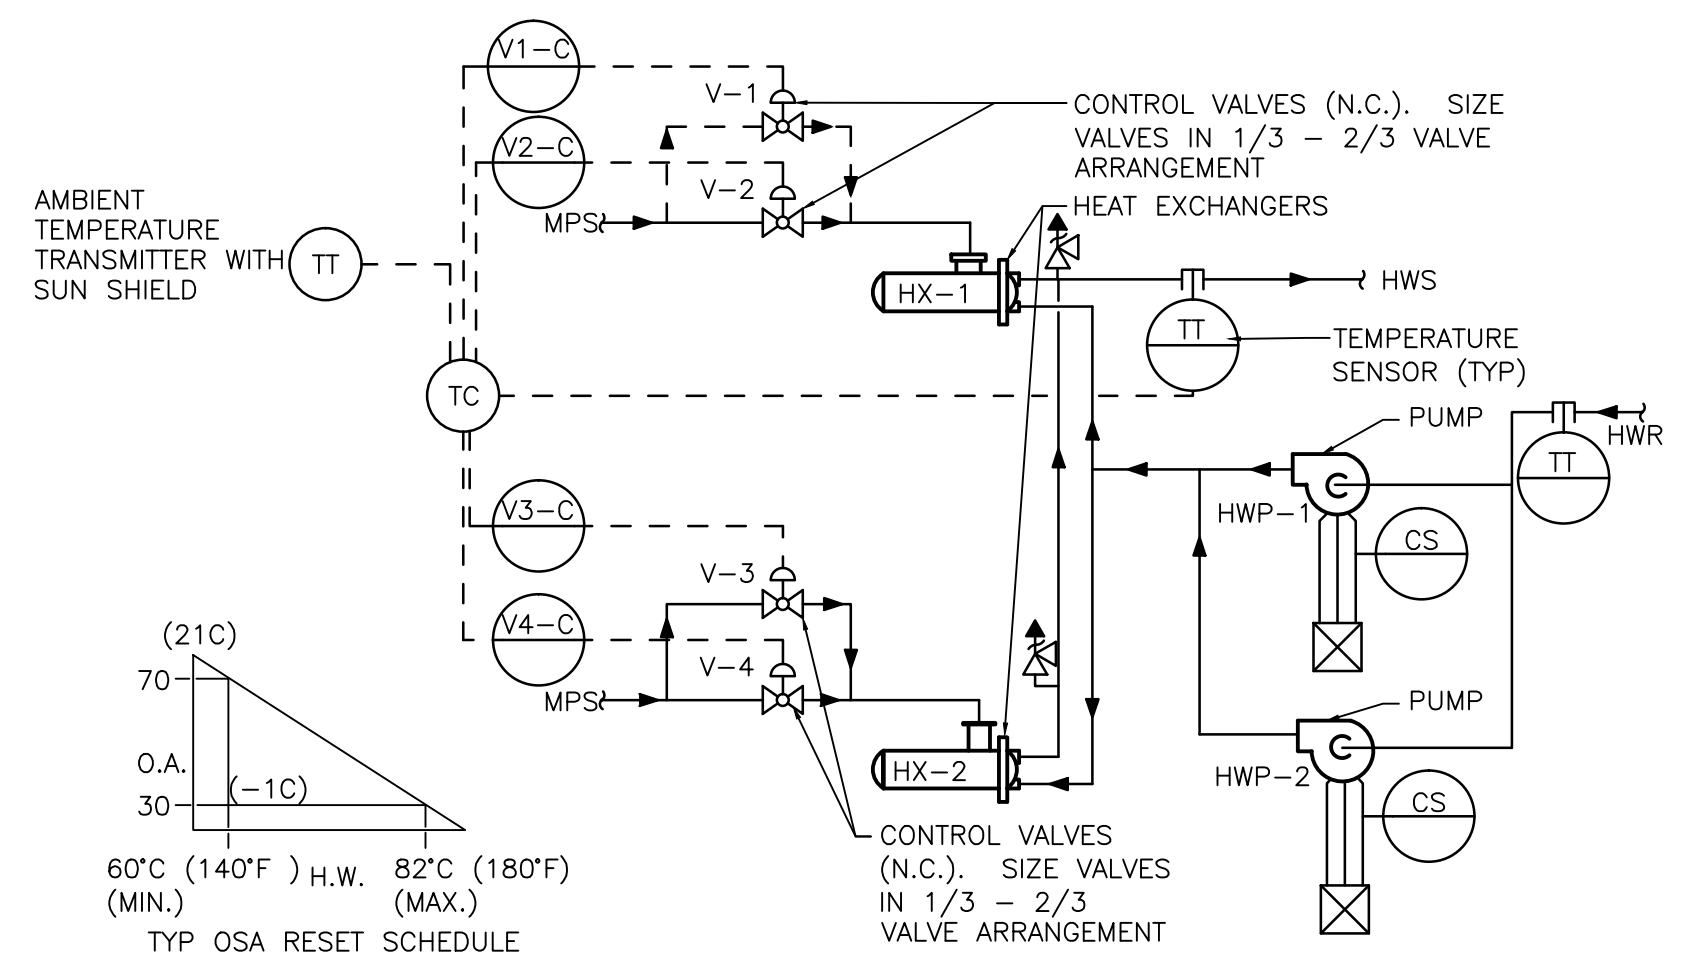 V1-C
V-1
CONTROL VALVES (N.C.). SIZE
VALVES IN 1/3 - 2/3 VALVE
ARRANGEMENT
V2-C
V-2
MPS
HEAT EXCHANGERS
AMBIENT
TEMPERATURE
TRANSMITTER WITH
SUN SHIELD
TT
HX-1
HWS
TT
TEMPERATURE
SENSOR (TYP)
TC
PUMP
HWR
TT
HWP-1
CS
V3-C
V-3
V4-C
V-4
MPS
HX-2
PUMP
HWP-2
CS
CONTROL VALVES
(N.C.). SIZE VALVES
IN 1/3 - 2/3
VALVE ARRANGEMENT
(21C)
70
O.A.
(-1C)
30
60°C (140°F ) H.W. 82°C (180°F)
(MIN.) (MAX.)
TYP OSA RESET SCHEDULE